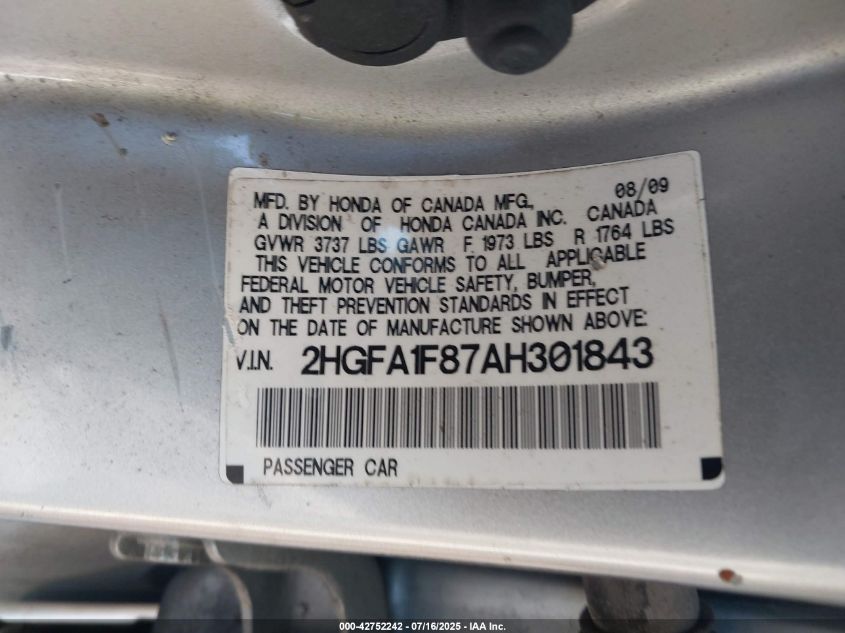 08/09
MFD. BY HONDA OF CANADA MFG.,
A DIVISION OF HONDA CANADA INC. CANADA
GVWR 3737 LBS GAWR F 1973 LBS R 1764 LBS
THIS VEHICLE CONFORMS TO ALL APPLICABLE
FEDERAL MOTOR VEHICLE SAFETY, BUMPER,
AND THEFT PREVENTION STANDARDS IN EFFECT
ON THE DATE OF MANUFACTURE SHOWN ABOVE:
V.I.N. 2HGFA1F87AH301843
PASSENGER CAR
000-42752242 - 07/16/2025 - IAA Inc.